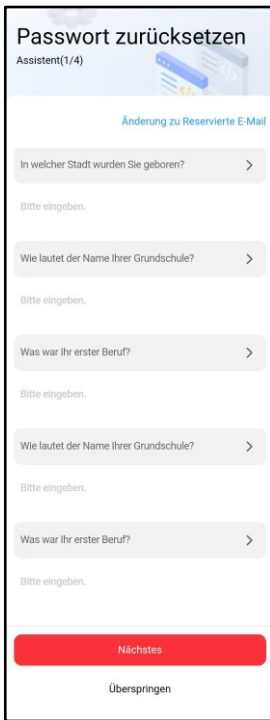 Passwort zurücksetzen
Assistent(1/4)
Änderung zu Reservierte E-Mail
In welcher Stadt wurden Sie geboren?
Bitte eingeben.
Wie lautet der Name Ihrer Grundschule?
Bitte eingeben.
Was war Ihr erster Beruf?
Bitte eingeben.
Wie lautet der Name Ihrer Grundschule?
Bitte eingeben.
Was war Ihr erster Beruf?
Bitte eingeben.
Nächstes
Überspringen